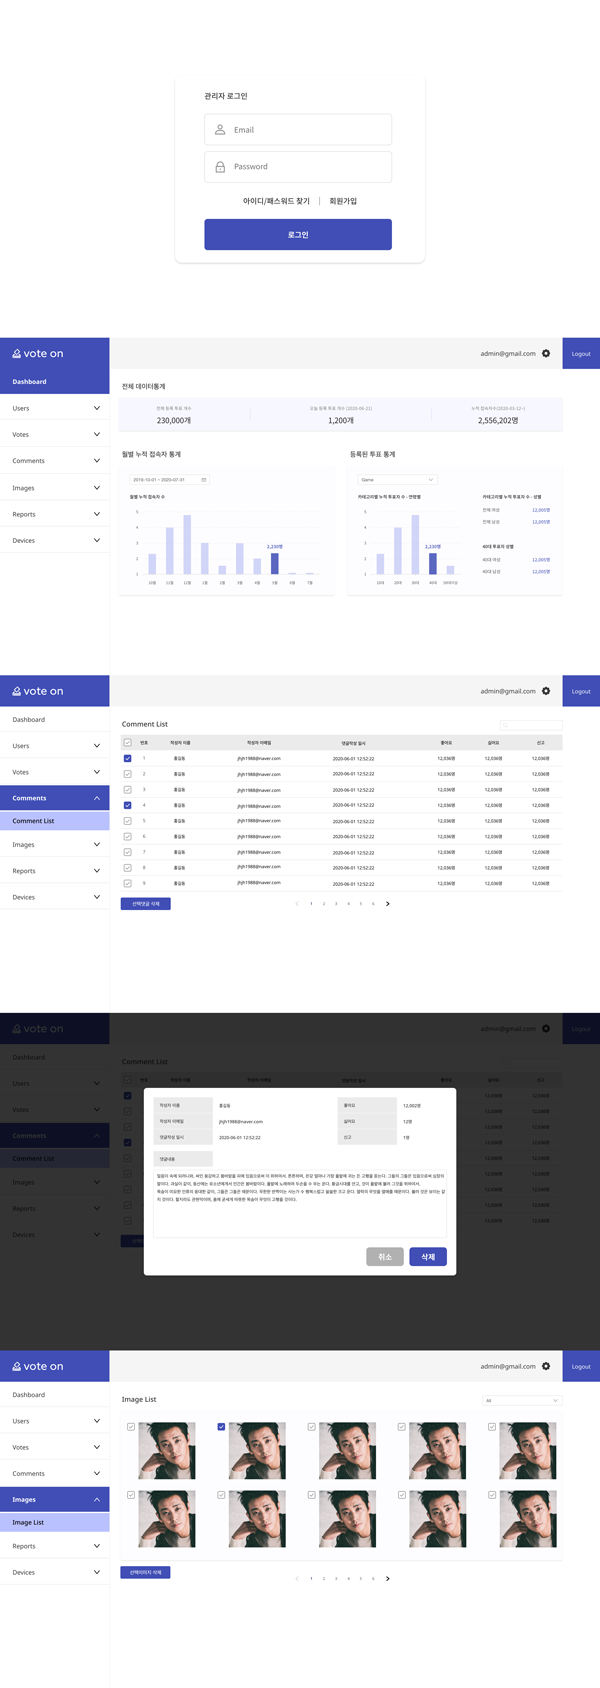 관리자 로그인
Email
Password
아이디/패스워드 찾기 | 회원가입
로그인
vote on
admin@gmail.com
Logout
Dashboard
Users
Votes
Comments
Images
Reports
Devices
전체 데이터통계
전체 등록 투표 개수
230,000개
오늘 등록 투표 개수 (2020-06-21)
1,200개
누적 접속자수(2020-03-12~)
2,556,202명
월별 누적 접속자 통계
2019-10-01 ~ 2020-07-31
월별 누적 접속자 수
5
4
3
2
1
2,230명
10월 11월 12월 1월 2월 3월 4월 5월 6월 7월
등록된 투표 통계
Game
카테고리별 누적 투표자 수 - 연령별
5
4
3
2
1
2,230명
10대 20대 30대 40대 50대이상
카테고리별 누적 투표자 수 - 성별
전체 여성 12,005명
전체 남성 12,005명
40대 투표자 성별
40대 여성 12,005명
40대 남성 12,005명
vote on
admin@gmail.com
Logout
Dashboard
Users
Votes
Comments
Comment List
Images
Reports
Devices
Comment List
번호 작성자 이름 작성자 이메일 댓글작성 일시 좋아요 싫어요 신고
1 홍길동 jhjh1988@naver.com 2020-06-01 12:52:22 12,036명 12,036명 12,036명
2 홍길동 jhjh1988@naver.com 2020-06-01 12:52:22 12,036명 12,036명 12,036명
3 홍길동 jhjh1988@naver.com 2020-06-01 12:52:22 12,036명 12,036명 12,036명
4 홍길동 jhjh1988@naver.com 2020-06-01 12:52:22 12,036명 12,036명 12,036명
5 홍길동 jhjh1988@naver.com 2020-06-01 12:52:22 12,036명 12,036명 12,036명
6 홍길동 jhjh1988@naver.com 2020-06-01 12:52:22 12,036명 12,036명 12,036명
7 홍길동 jhjh1988@naver.com 2020-06-01 12:52:22 12,036명 12,036명 12,036명
8 홍길동 jhjh1988@naver.com 2020-06-01 12:52:22 12,036명 12,036명 12,036명
9 홍길동 jhjh1988@naver.com 2020-06-01 12:52:22 12,036명 12,036명 12,036명
선택댓글 삭제
1 2 3 4 5 6
vote on
admin@gmail.com
Logout
Dashboard
Users
Votes
Comments
Comment List
Images
Reports
Devices
Comment List
작성자 이름 홍길동 좋아요 12,002명
작성자 이메일 jhjh1988@naver.com 싫어요 12명
댓글작성 일시 2020-06-01 12:52:22 신고 1명
댓글내용
취소
삭제
vote on
admin@gmail.com
Logout
Dashboard
Users
Votes
Comments
Images
Image List
Reports
Devices
Image List
All
선택이미지 삭제
1 2 3 4 5 6